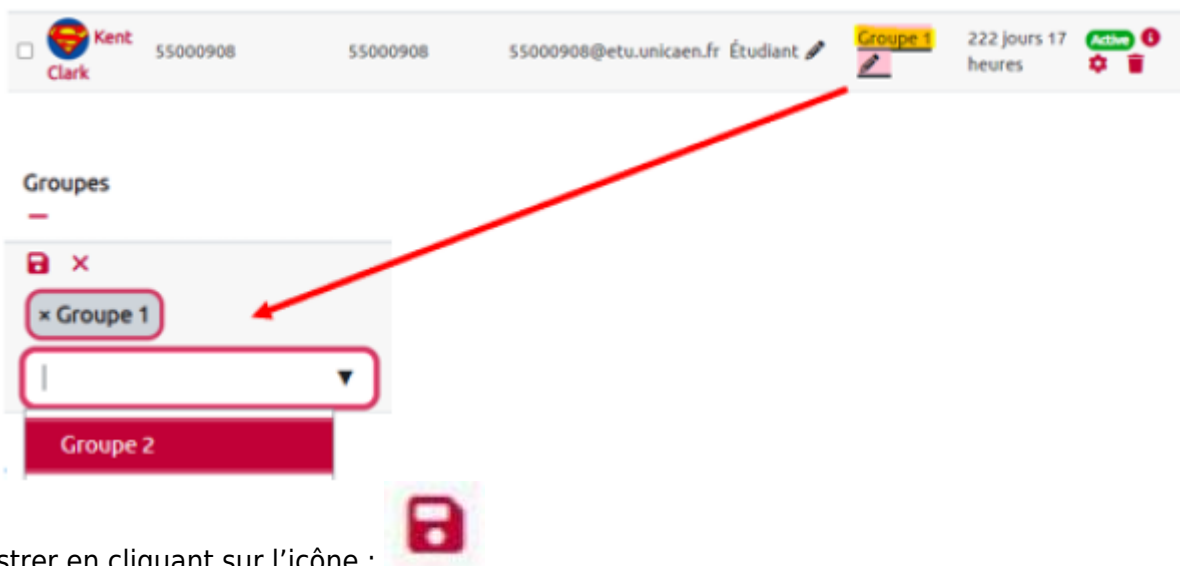 Kent
Clark
55000908
55000908
55000908@etu.unicaen.fr
Étudiant
Groupe 1
222 jours 17
heures
Active
Groupes
× Groupe 1
Groupe 2
strer en cliquant sur l'icône :